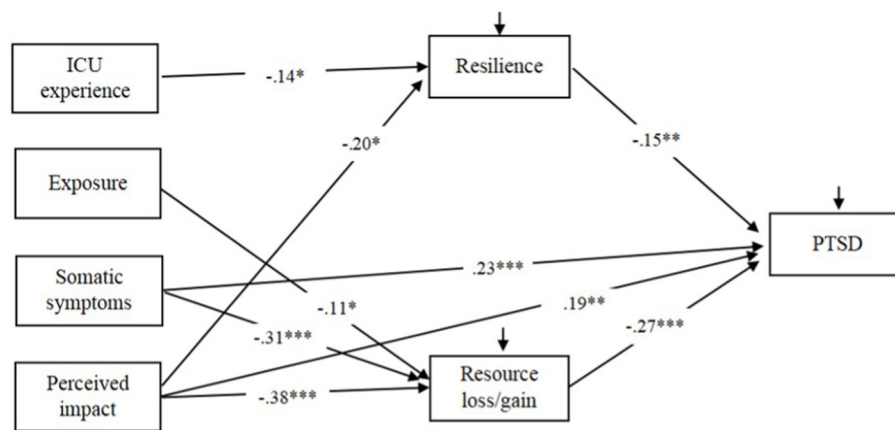 ICU
experience
-.14*
Resilience
-.20*
-.15**
Exposure
PTSD
Somatic
symptoms
.23***
-.11*
.19**
-.31***
-.27***
Perceived
impact
-.38***
Resource
loss/gain